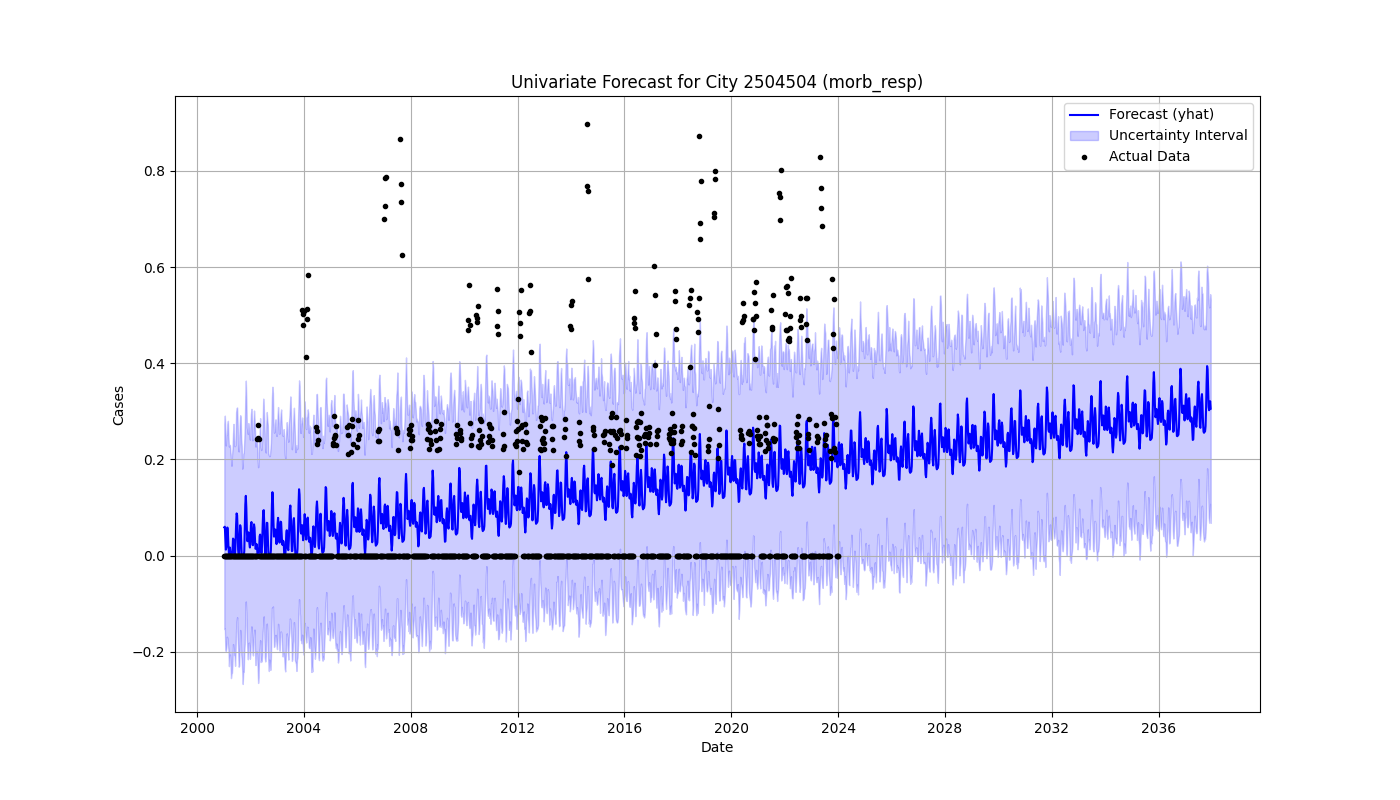 Univariate Forecast for City 2504504 (morb_resp)
Forecast (yhat)
Uncertainty Interval
Actual Data
Cases
0.8
0.6
0.4
0.2
0.0
−0.2
2000 2004 2008 2012 2016 2020 2024 2028 2032 2036
Date